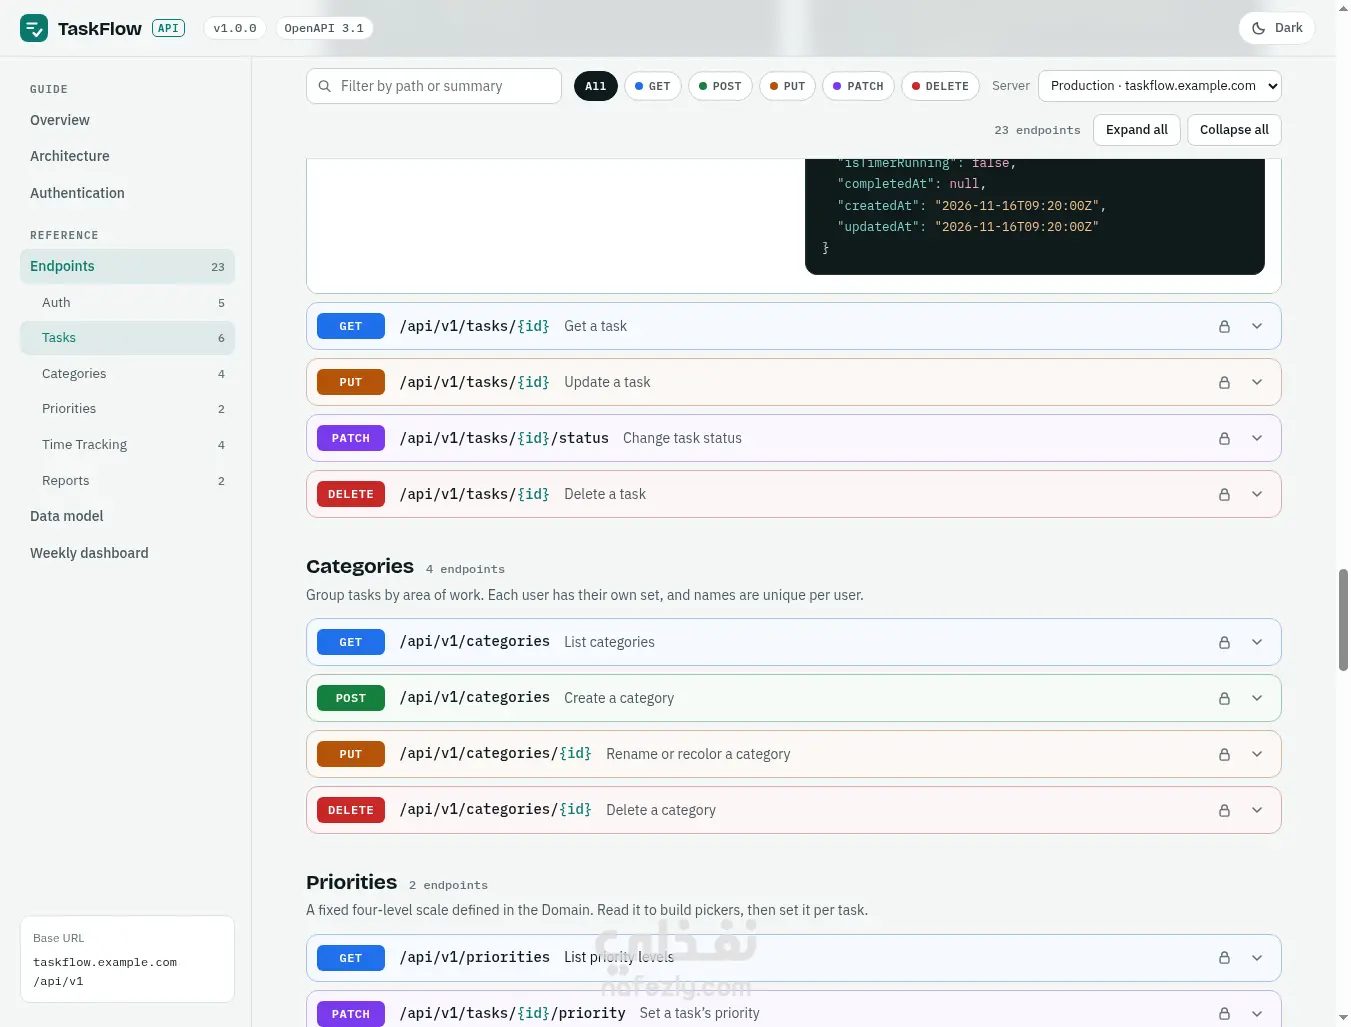 TaskFlow API v1.0.0 OpenAPI 3.1 Dark
GUIDE
Overview
Architecture
Authentication
REFERENCE
Endpoints 23
Auth 5
Tasks 6
Categories 4
Priorities 2
Time Tracking 4
Reports 2
Data model
Weekly dashboard
Base URL
taskflow.example.com
/api/v1
Filter by path or summary All GET POST PUT PATCH DELETE Server Production · taskflow.example.com
23 endpoints Expand all Collapse all
"isTimerRunning": false,
"completedAt": null,
"createdAt": "2026-11-16T09:20:00Z",
"updatedAt": "2026-11-16T09:20:00Z"
}
GET /api/v1/tasks/{id} Get a task
PUT /api/v1/tasks/{id} Update a task
PATCH /api/v1/tasks/{id}/status Change task status
DELETE /api/v1/tasks/{id} Delete a task
Categories 4 endpoints
Group tasks by area of work. Each user has their own set, and names are unique per user.
GET /api/v1/categories List categories
POST /api/v1/categories Create a category
PUT /api/v1/categories/{id} Rename or recolor a category
DELETE /api/v1/categories/{id} Delete a category
Priorities 2 endpoints
A fixed four-level scale defined in the Domain. Read it to build pickers, then set it per task.
GET /api/v1/priorities List priority levels
PATCH /api/v1/tasks/{id}/priority Set a task's priority
نفذلي
nafezly.com